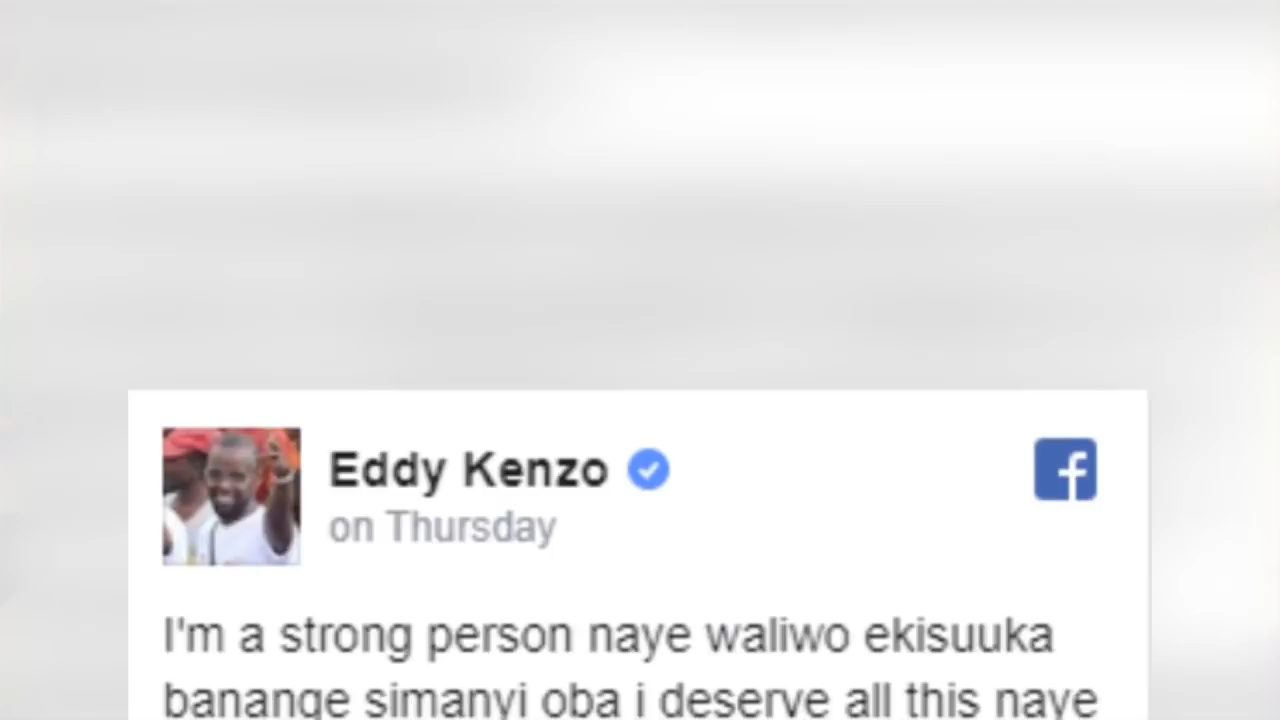 Eddy Kenzo
on Thursday
I'm a strong person naye waliwo ekisuuka
banange simanyi oba i deserve all this naye